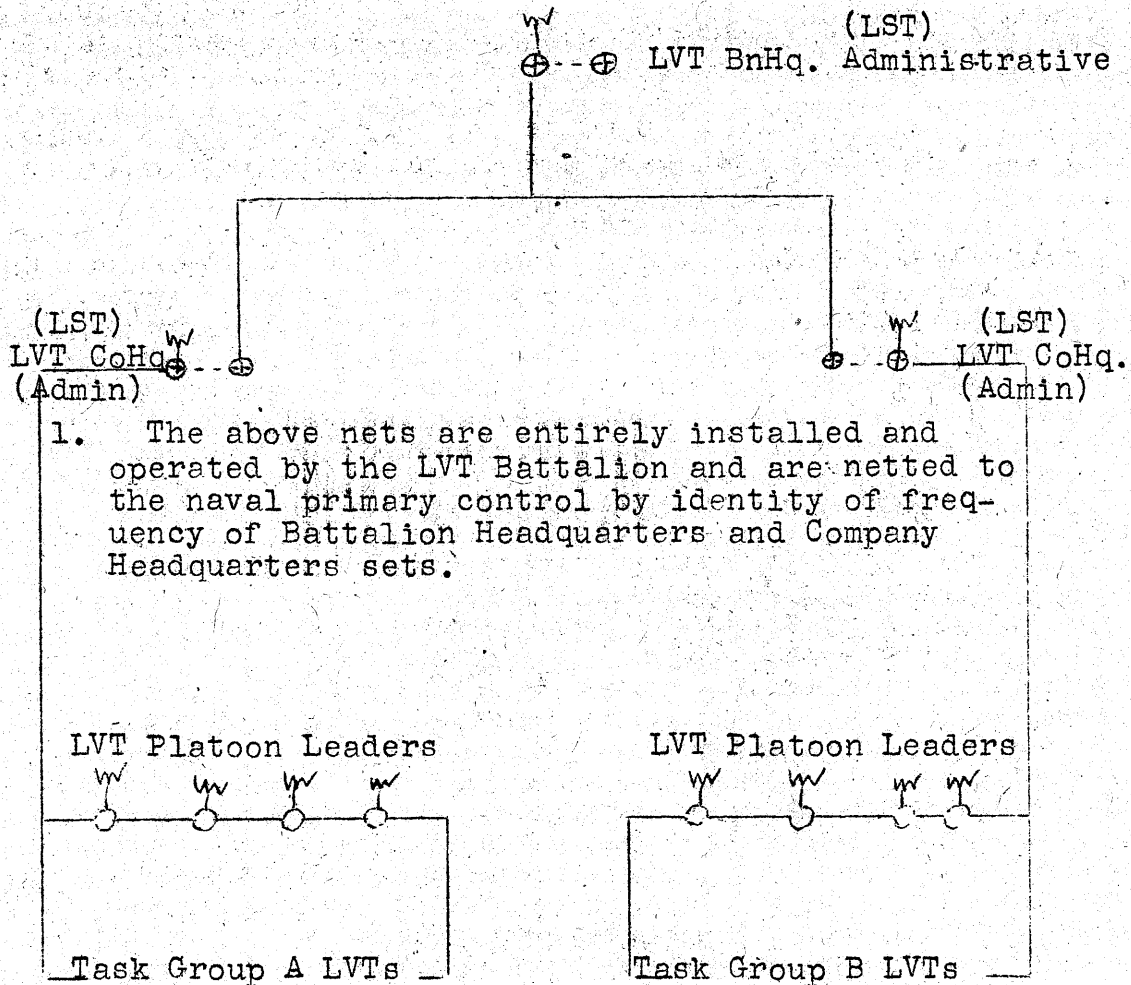 (LST)
LVT BnHq. Administrative
(LST)
LVT CoHq.
(Admin)
(LST)
LVT CoHq.
(Admin)
1. The above nets are entirely installed and
operated by the LVT Battalion and are netted to
the naval primary control by identity of freq-
uency of Battalion Headquarters and Company
Headquarters sets.
LVT Platoon Leaders
LVT Platoon Leaders
Task Group A LVTs
Task Group B LVTs